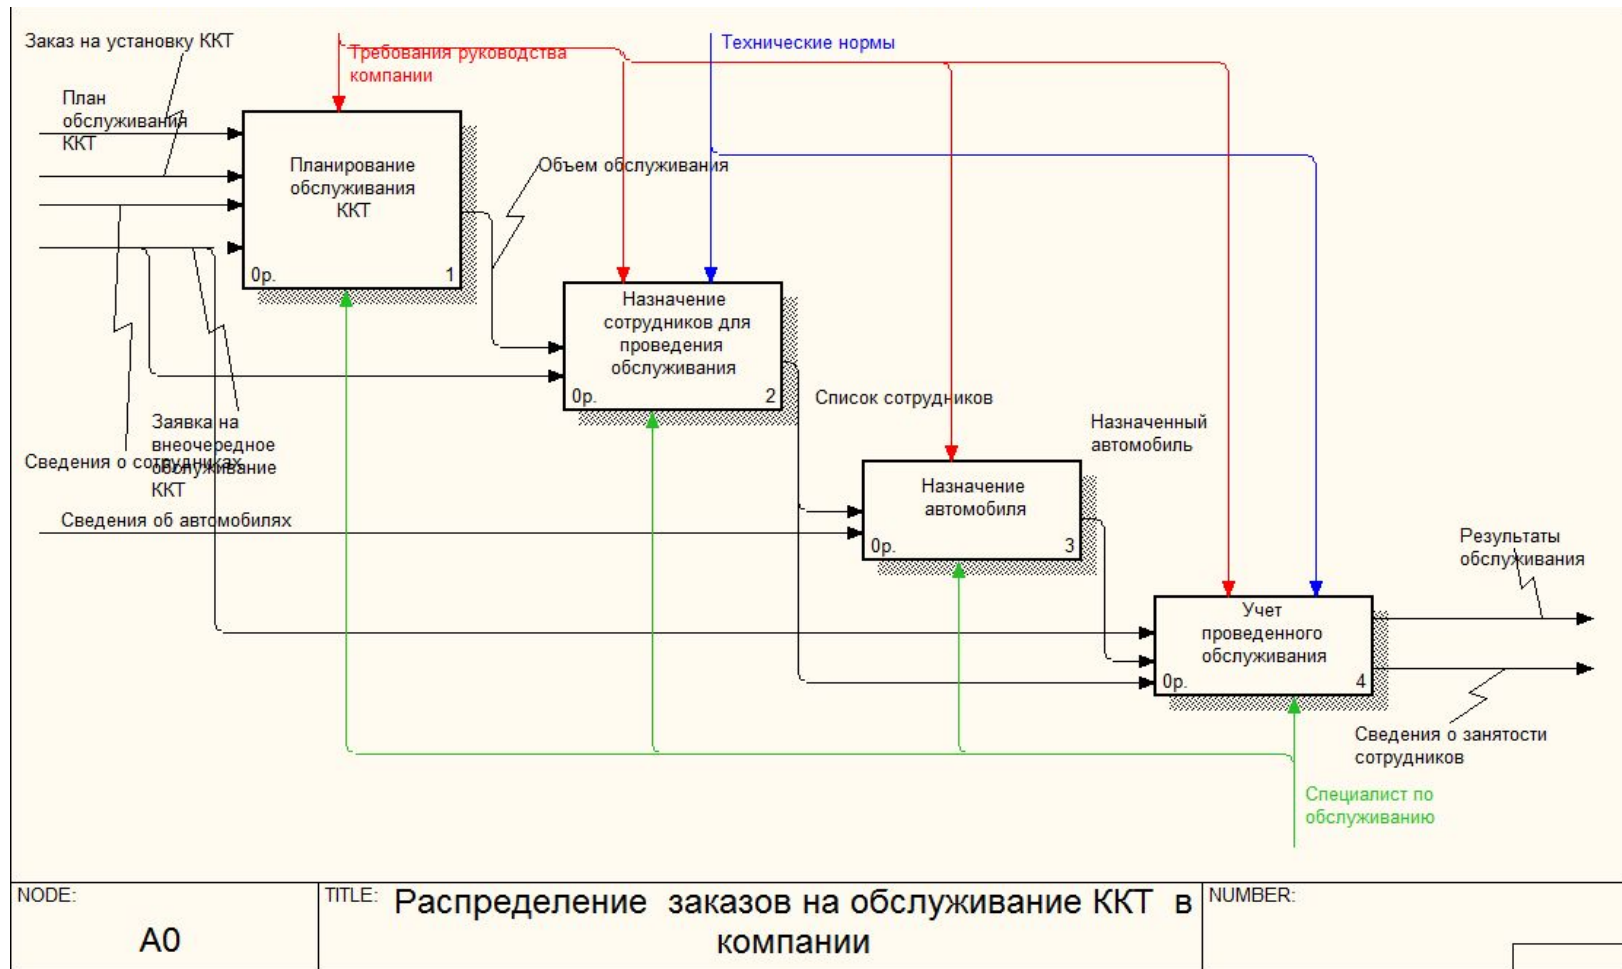 Заказ на установку ККТ
Требования руководства
компании
Технические нормы
План
обслуживания
ККТ
Планирование
обслуживания
ККТ
0р.
1
Объем обслуживания
Назначение
сотрудников для
проведения
обслуживания
0р.
2
Список сотрудников
Заявка на
внеочередное
обслуживание
ККТ
Сведения о сотрудниках
Сведения об автомобилях
Назначенный
автомобиль
Назначение
автомобиля
0р.
3
Результаты
обслуживания
Учет
проведенного
обслуживания
0р.
4
Сведения о занятости
сотрудников
Специалист по
обслуживанию
NODE:
A0
TITLE: Распределение заказов на обслуживание ККТ в
компании
NUMBER: